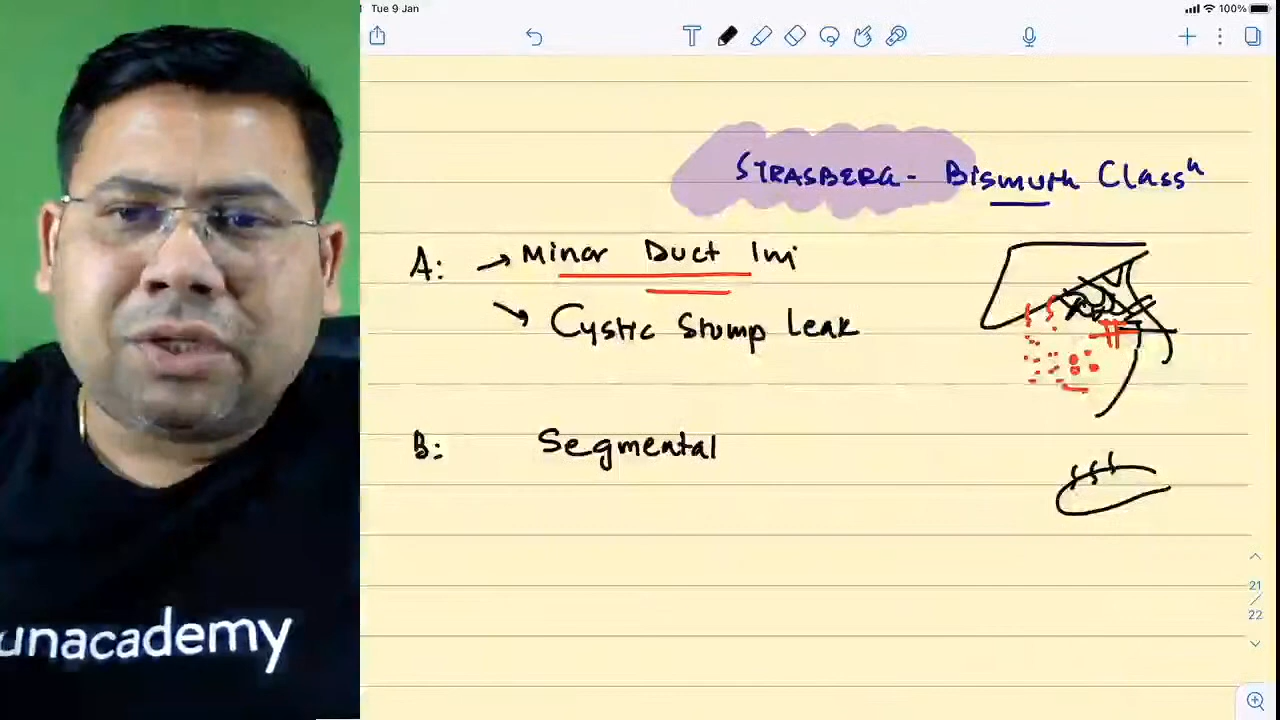 Tue 9 Jan
100%
STRASBERG - Bismuth Classⁿ
A: → Minor Duct Inj
→ Cystic Stump Leak
B: Segmental
21
22
unacademy